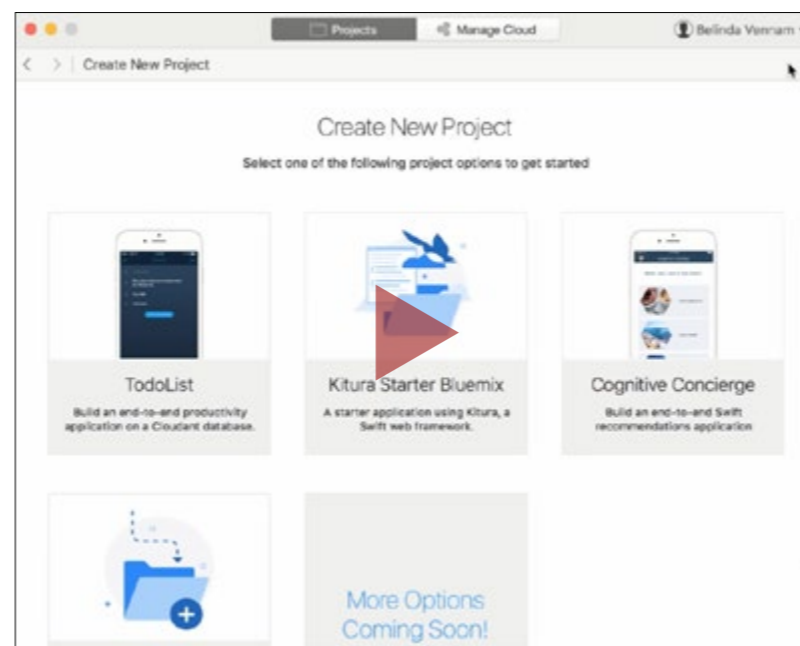 Projects
Manage Cloud
Belinda Vennam
Create New Project
Create New Project
Select one of the following project options to get started
TodoList
Build an end-to-end productivity
application on a Cloudant database.
Kitura Starter Bluemix
A starter application using Kitura, a
Swift web framework.
Cognitive Concierge
Build an end-to-end Swift
recommendations application
More Options
Coming Soon!